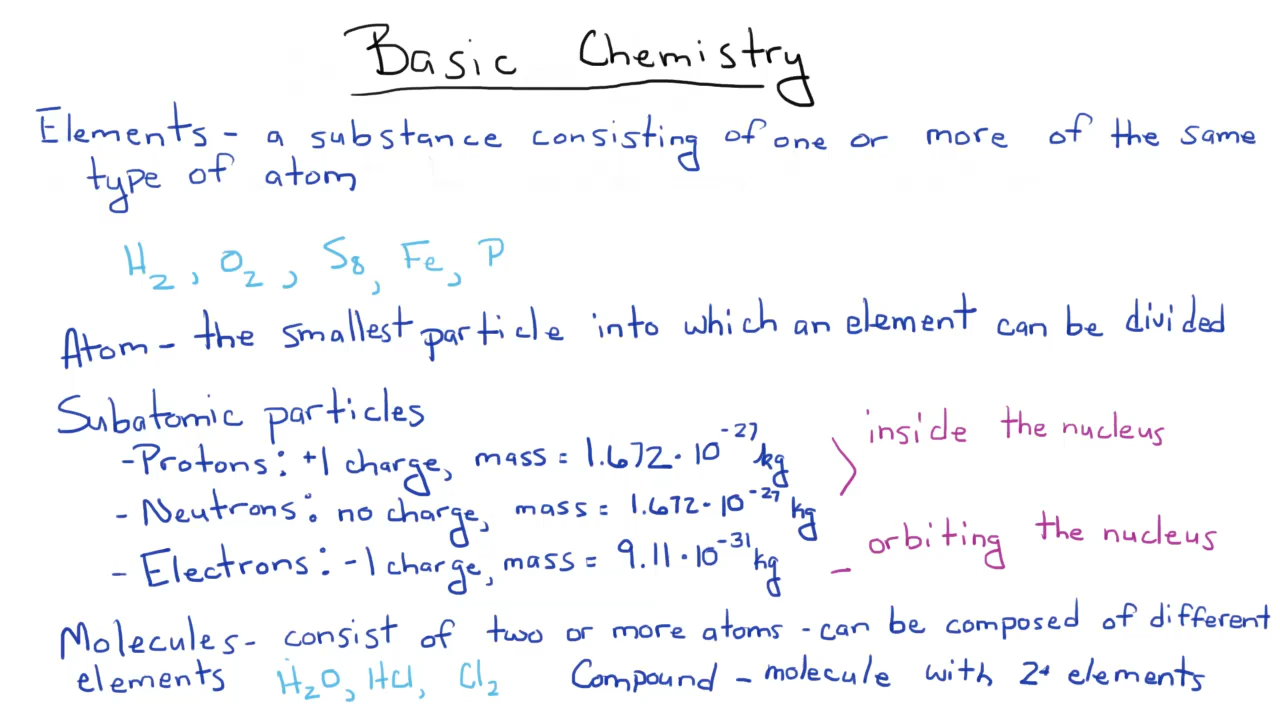 Basic Chemistry
Elements - a substance consisting of one or more of the same
type of atom
H₂, O₂, S₈, Fe, P
Atom - the smallest particle into which an element can be divided
Subatomic particles
- Protons: +1 charge, mass = 1.672 · 10⁻²⁷ kg
inside the nucleus
- Neutrons: no charge, mass = 1.672 · 10⁻²⁷ kg
- Electrons: -1 charge, mass = 9.11 · 10⁻³¹ kg
- orbiting the nucleus
Molecules - consist of two or more atoms - can be composed of different
elements H₂O, HCl, Cl₂ Compound - molecule with 2+ elements